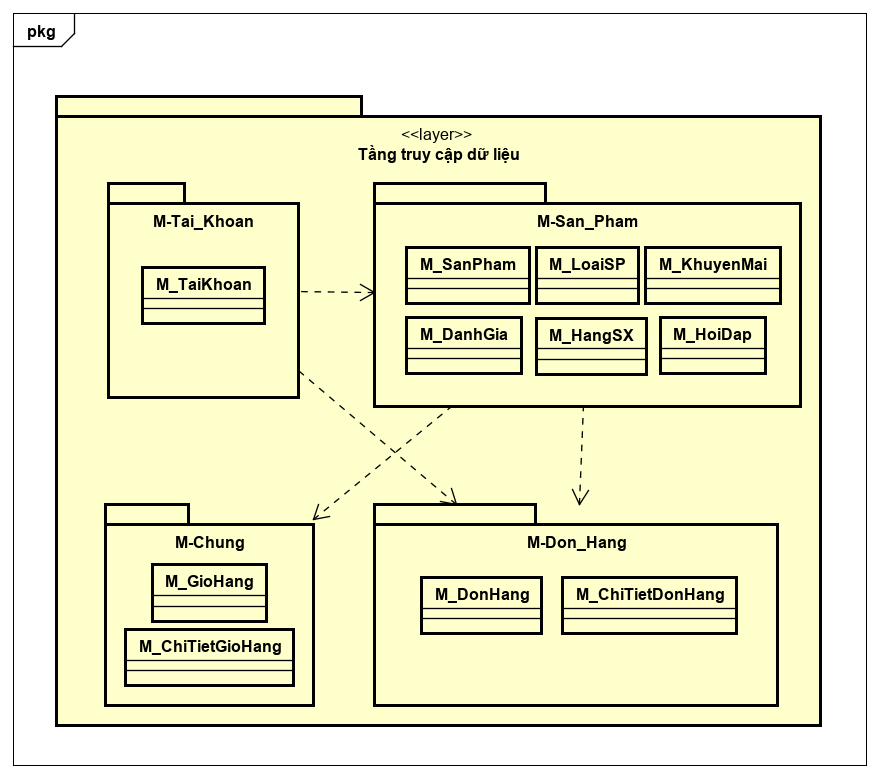 pkg
<<layer>>
Tầng truy cập dữ liệu
M-Tai_Khoan
M_TaiKhoan
M-San_Pham
M_SanPham
M_LoaiSP
M_KhuyenMai
M_DanhGia
M_HangSX
M_HoiDap
M-Chung
M_GioHang
M_ChiTietGioHang
M-Don_Hang
M_DonHang
M_ChiTietDonHang